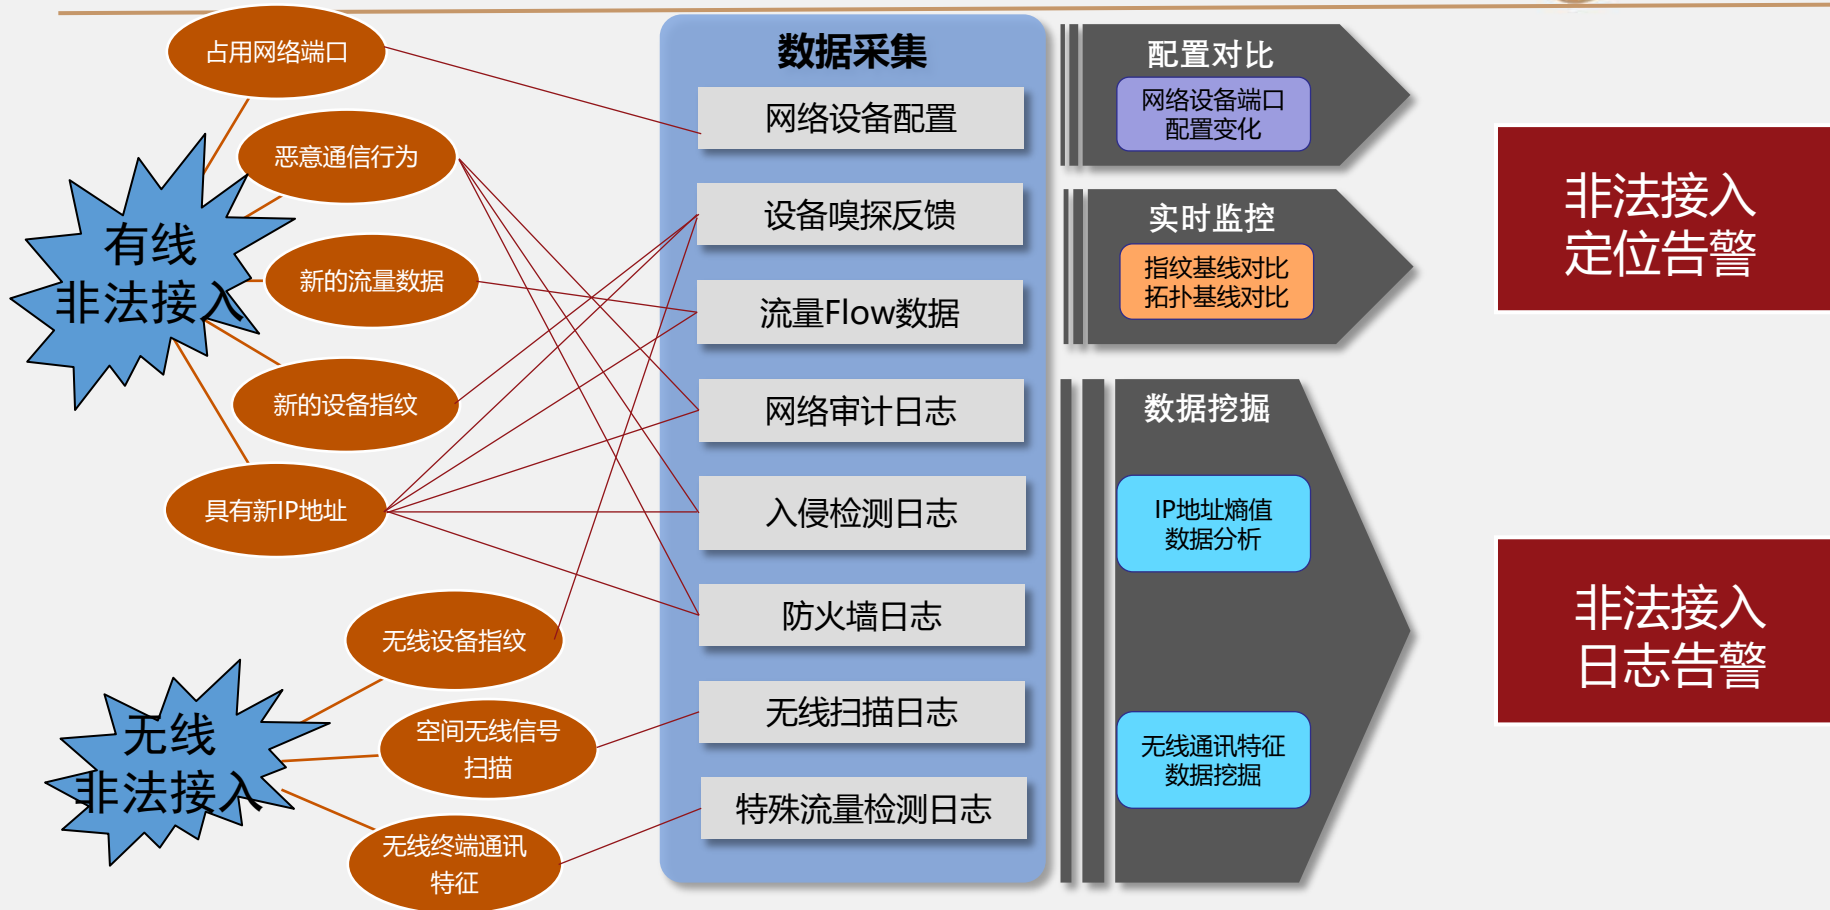 占用网络端口
恶意通信行为
有线
非法接入
新的流量数据
新的设备指纹
具有新IP地址
无线设备指纹
无线
非法接入
空间无线信号
扫描
无线终端通讯
特征
数据采集
网络设备配置
设备嗅探反馈
流量Flow数据
网络审计日志
入侵检测日志
防火墙日志
无线扫描日志
特殊流量检测日志
配置对比
网络设备端口
配置变化
实时监控
指纹基线对比
拓扑基线对比
数据挖掘
IP地址熵值
数据分析
无线通讯特征
数据挖掘
非法接入
定位告警
非法接入
日志告警